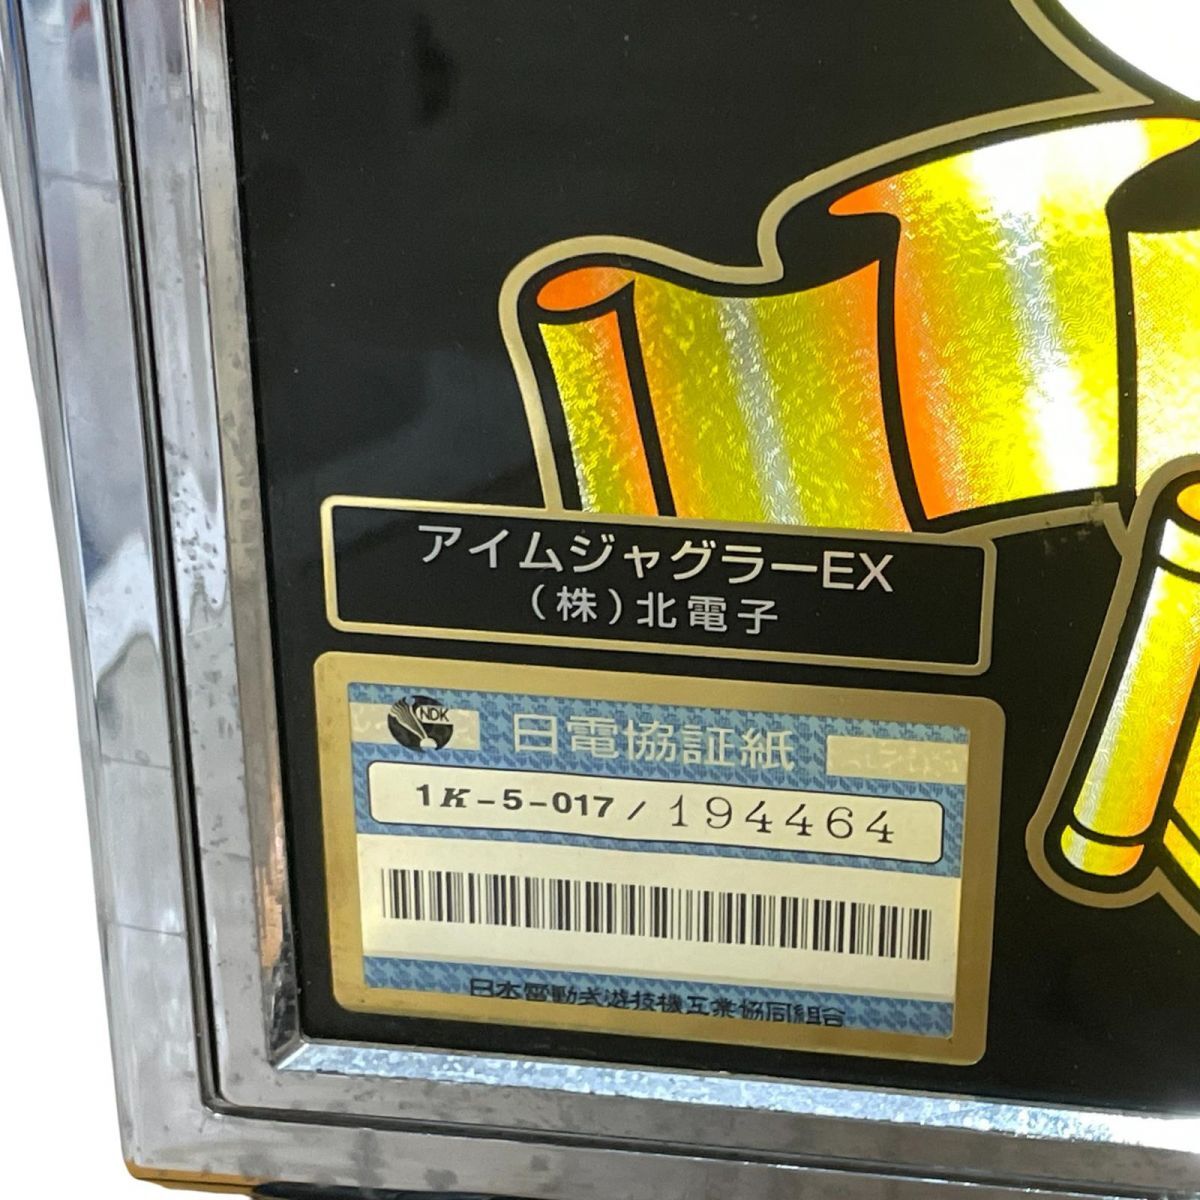 アイムジャグラーEX
(株)北電子
NDK
日電協証紙
1K-5-017/194464
日本電動式遊技機工業協同組合